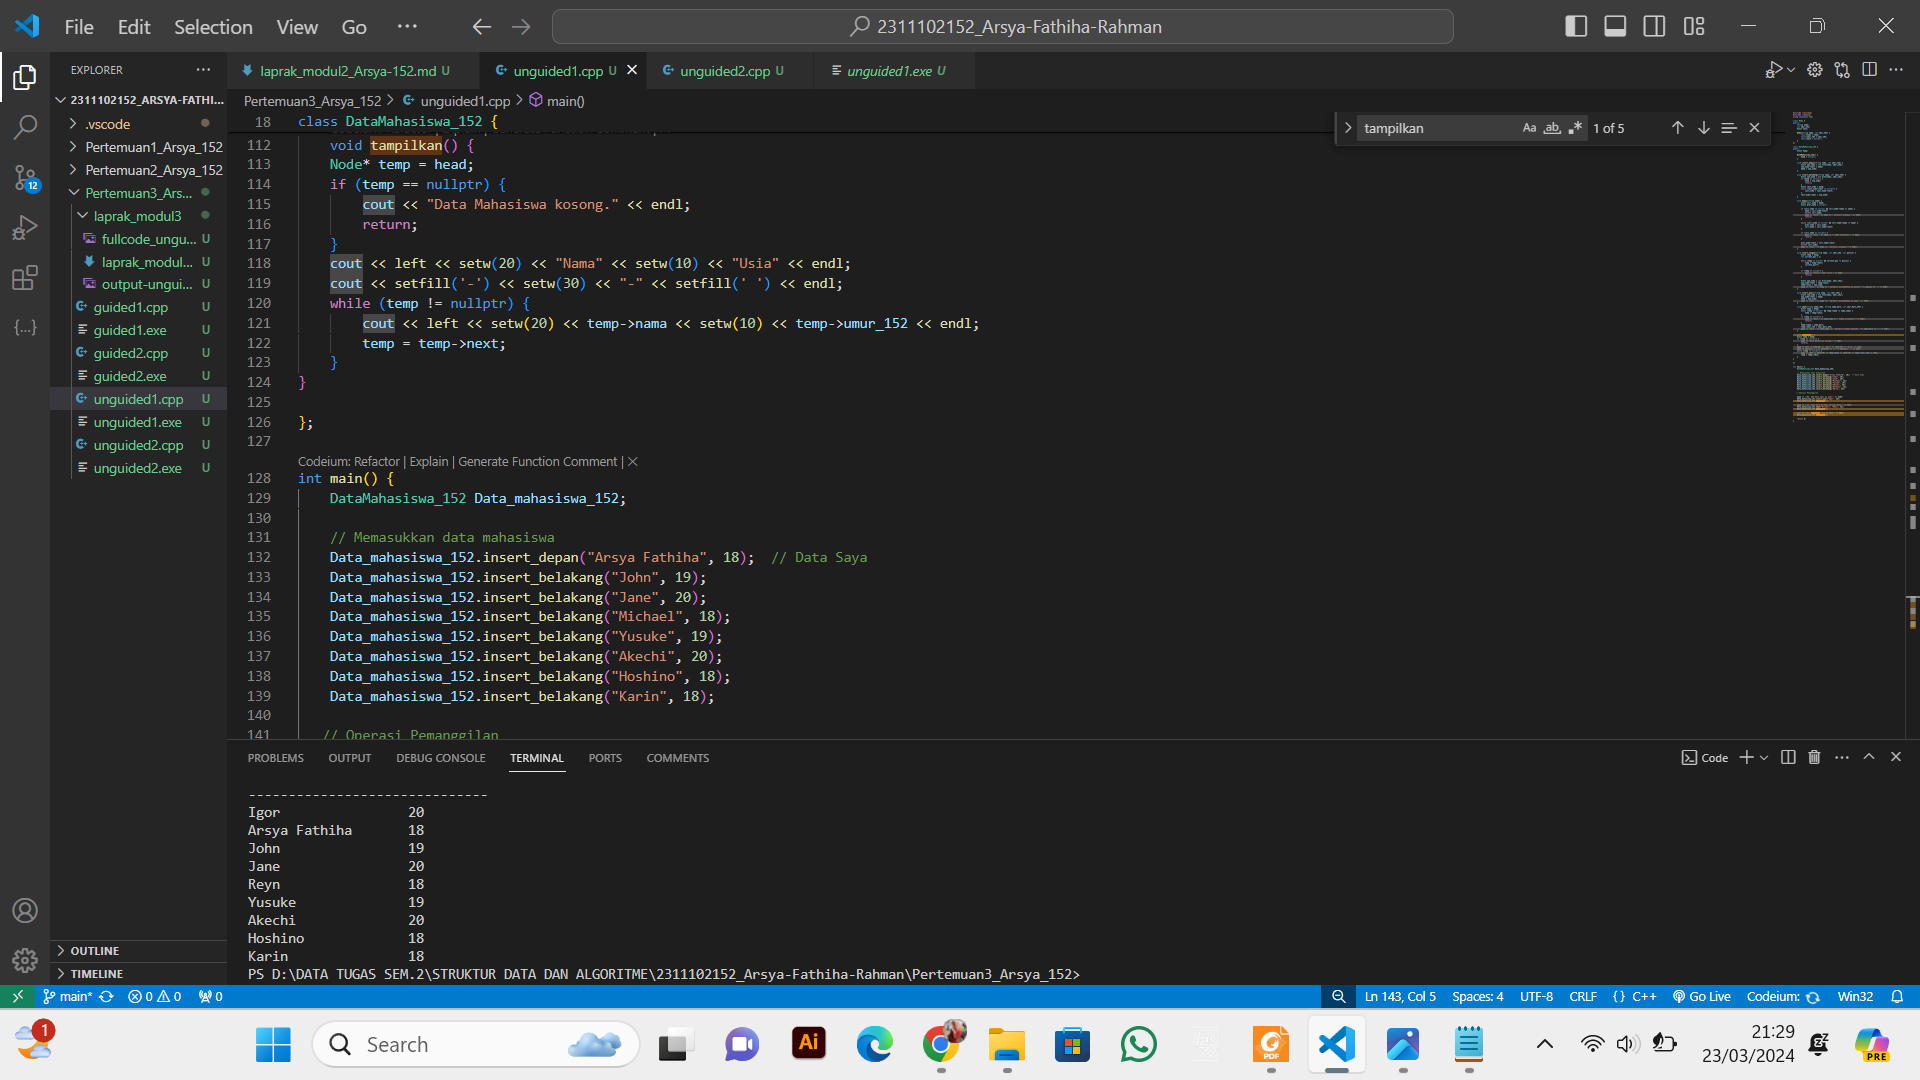 File Edit Selection View Go ···
2311102152_Arsya-Fathiha-Rahman
EXPLORER
laprak_modul2_Arsya-152.md U
unguided1.cpp U
unguided2.cpp U
unguided1.exe U
2311102152_ARSYA-FATHI...
.vscode
Pertemuan1_Arsya_152
Pertemuan2_Arsya_152
Pertemuan3_Ars...
laprak_modul3
fullcode_ungu... U
laprak_modul... U
output-ungui... U
guided1.cpp U
guided1.exe U
guided2.cpp U
guided2.exe U
unguided1.cpp U
unguided1.exe U
unguided2.cpp U
unguided2.exe U
OUTLINE
TIMELINE
12
Pertemuan3_Arsya_152 > unguided1.cpp > main()
tampilkan Aa ab 1 of 5
18 class DataMahasiswa_152 {
112 void tampilkan() {
113 Node* temp = head;
114 if (temp == nullptr) {
115 cout << "Data Mahasiswa kosong." << endl;
116 return;
117 }
118 cout << left << setw(20) << "Nama" << setw(10) << "Usia" << endl;
119 cout << setfill('-') << setw(30) << "-" << setfill(' ') << endl;
120 while (temp != nullptr) {
121 cout << left << setw(20) << temp->nama << setw(10) << temp->umur_152 << endl;
122 temp = temp->next;
123 }
124 }
125
126 };
127
Codeium: Refactor | Explain | Generate Function Comment | ×
128 int main() {
129 DataMahasiswa_152 Data_mahasiswa_152;
130
131 // Memasukkan data mahasiswa
132 Data_mahasiswa_152.insert_depan("Arsya Fathiha", 18); // Data Saya
133 Data_mahasiswa_152.insert_belakang("John", 19);
134 Data_mahasiswa_152.insert_belakang("Jane", 20);
135 Data_mahasiswa_152.insert_belakang("Michael", 18);
136 Data_mahasiswa_152.insert_belakang("Yusuke", 19);
137 Data_mahasiswa_152.insert_belakang("Akechi", 20);
138 Data_mahasiswa_152.insert_belakang("Hoshino", 18);
139 Data_mahasiswa_152.insert_belakang("Karin", 18);
140
141 // Operasi Pemanggilan
PROBLEMS OUTPUT DEBUG CONSOLE TERMINAL PORTS COMMENTS
Code
------------------------------
Igor 20
Arsya Fathiha 18
John 19
Jane 20
Reyn 18
Yusuke 19
Akechi 20
Hoshino 18
Karin 18
PS D:\DATA TUGAS SEM.2\STRUKTUR DATA DAN ALGORITME\2311102152_Arsya-Fathiha-Rahman\Pertemuan3_Arsya_152>
main* 0 0 0
Ln 143, Col 5 Spaces: 4 UTF-8 CRLF {} C++ Go Live Codeium: Win32
1
Search
Ai
PDF
21:29
23/03/2024
PRE